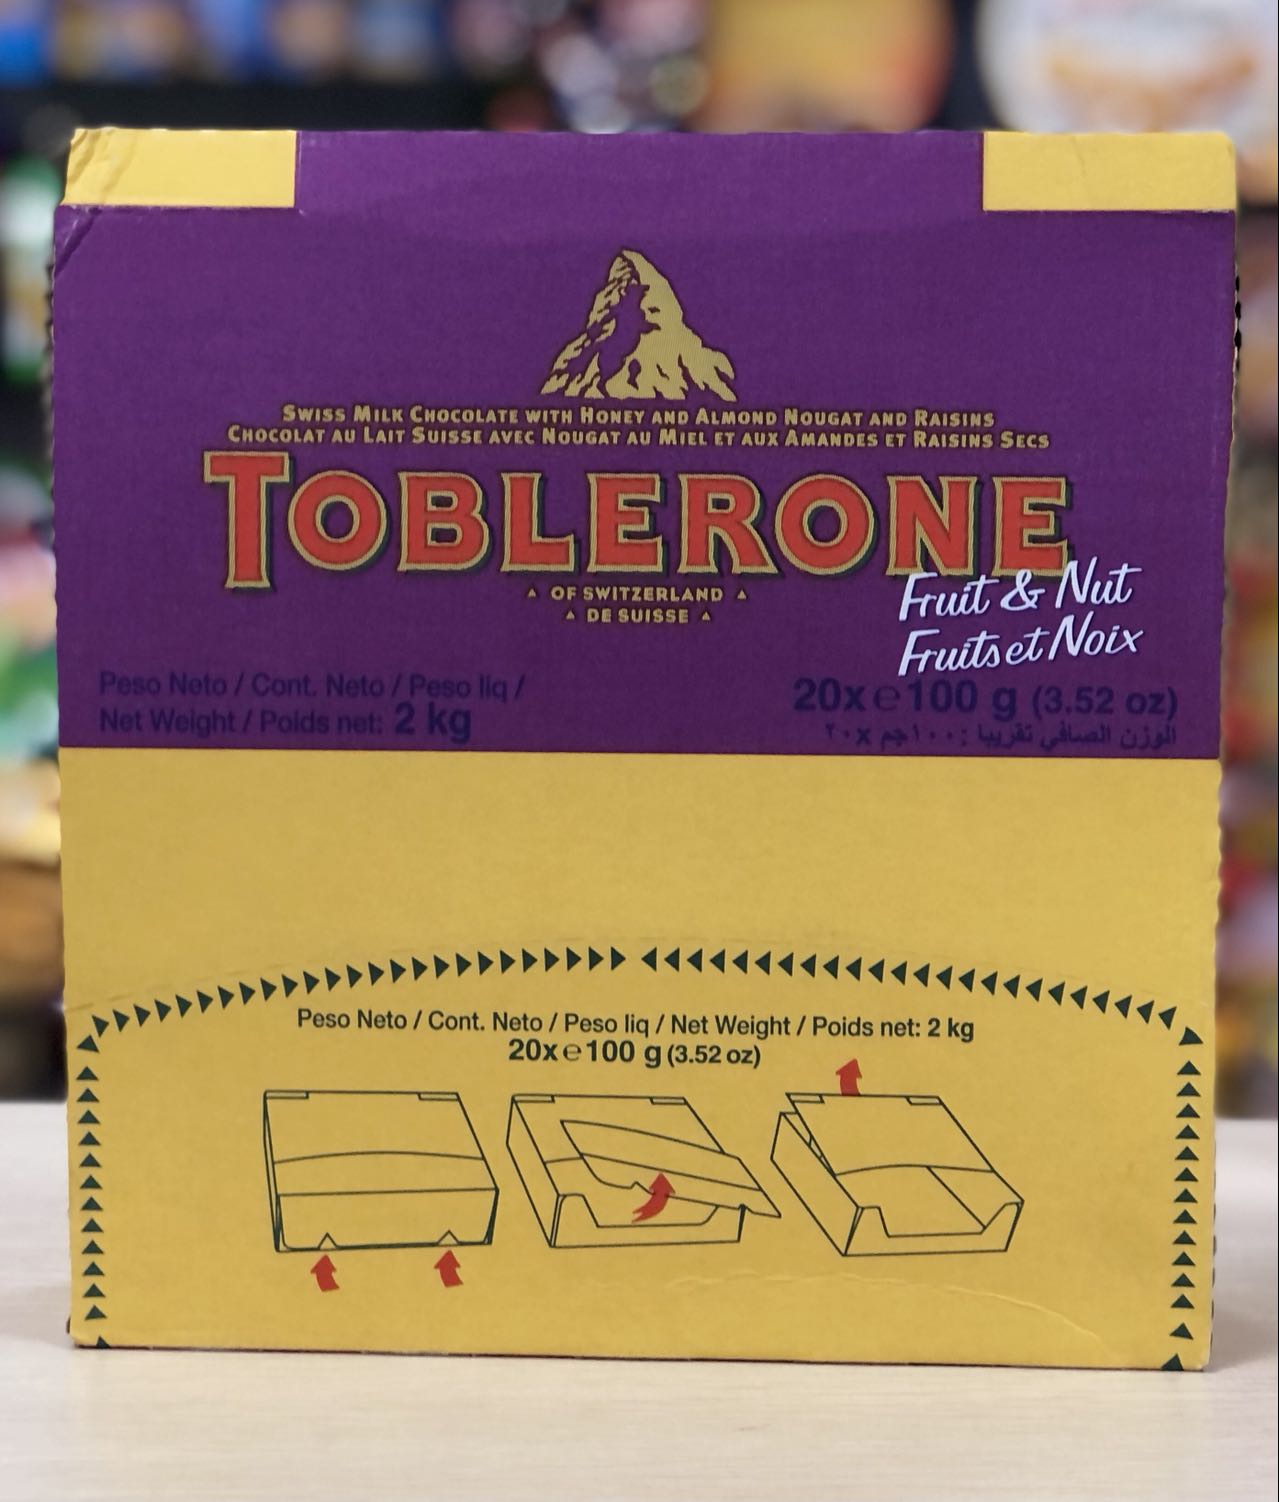 SWISS MILK CHOCOLATE WITH HONEY AND ALMOND NOUGAT AND RAISINS
CHOCOLAT AU LAIT SUISSE AVEC NOUGAT AU MIEL ET AUX AMANDES ET RAISINS SECS
TOBLERONE
OF SWITZERLAND
DE SUISSE
Fruit & Nut
Fruits et Noix
Peso Neto / Cont. Neto / Peso liq /
Net Weight / Poids net: 2 kg
20x℮100 g (3.52 oz)
الوزن الصافي تقريبا : ١٠٠جم x ٢٠
Peso Neto / Cont. Neto / Peso liq / Net Weight / Poids net: 2 kg
20x℮100 g (3.52 oz)